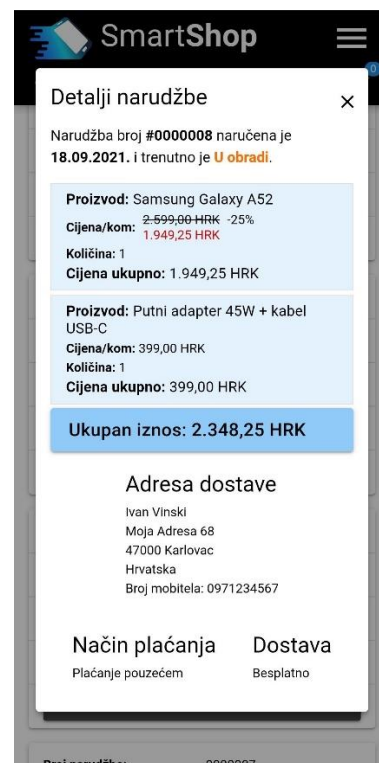 SmartShop
0
Detalji narudžbe
×
Narudžba broj #0000008 naručena je
18.09.2021. i trenutno je U obradi.
Proizvod: Samsung Galaxy A52
Cijena/kom: 2.599,00 HRK -25%
1.949,25 HRK
Količina: 1
Cijena ukupno: 1.949,25 HRK
Proizvod: Putni adapter 45W + kabel
USB-C
Cijena/kom: 399,00 HRK
Količina: 1
Cijena ukupno: 399,00 HRK
Ukupan iznos: 2.348,25 HRK
Adresa dostave
Ivan Vinski
Moja Adresa 68
47000 Karlovac
Hrvatska
Broj mobitela: 0971234567
Način plaćanja Dostava
Plaćanje pouzećem Besplatno
Broj narudžbe: 0000007